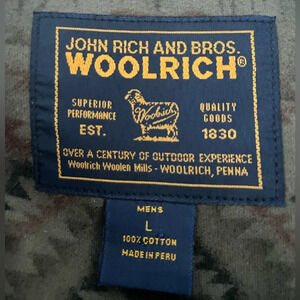 JOHN RICH AND BROS.
WOOLRICH®
SUPERIOR PERFORMANCE
Woolrich
QUALITY GOODS
EST. 1830
OVER A CENTURY OF OUTDOOR EXPERIENCE
Woolrich Woolen Mills - WOOLRICH, PENNA
MENS
L
100% COTTON
MADE IN PERU